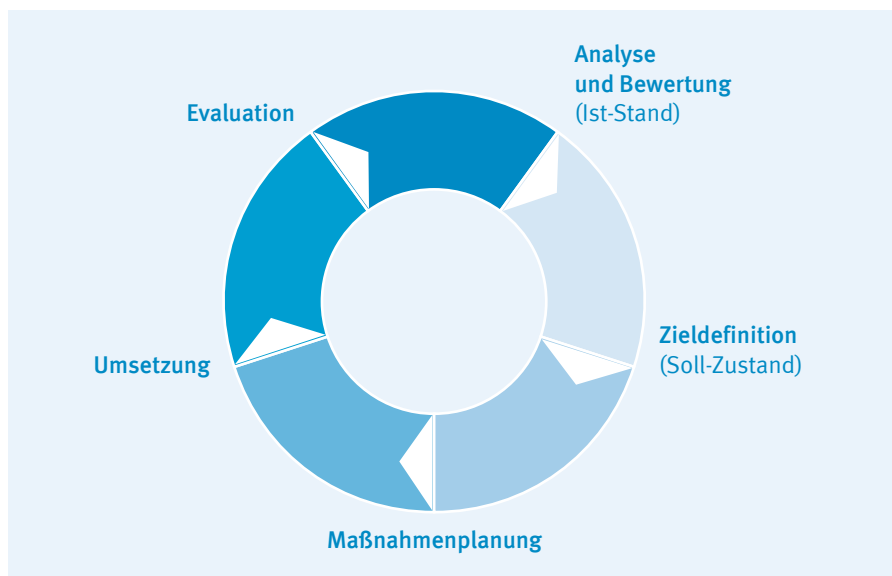 Analyse
und Bewertung
(Ist-Stand)
Evaluation
Zieldefinition
(Soll-Zustand)
Umsetzung
Maßnahmenplanung